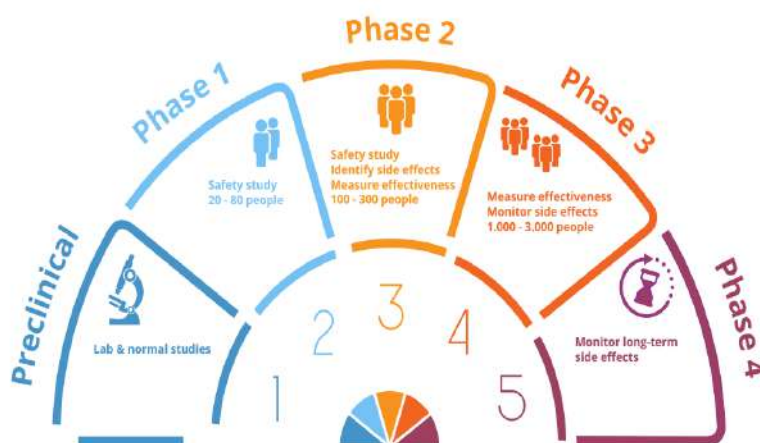 Preclinical
Lab & normal studies
1
Phase 1
Safety study
20 - 80 people
2
Phase 2
Safety study
Identify side effects
Measure effectiveness
100 - 300 people
3
Phase 3
Measure effectiveness
Monitor side effects
1.000 - 3.000 people
4
Phase 4
Monitor long-term
side effects
5